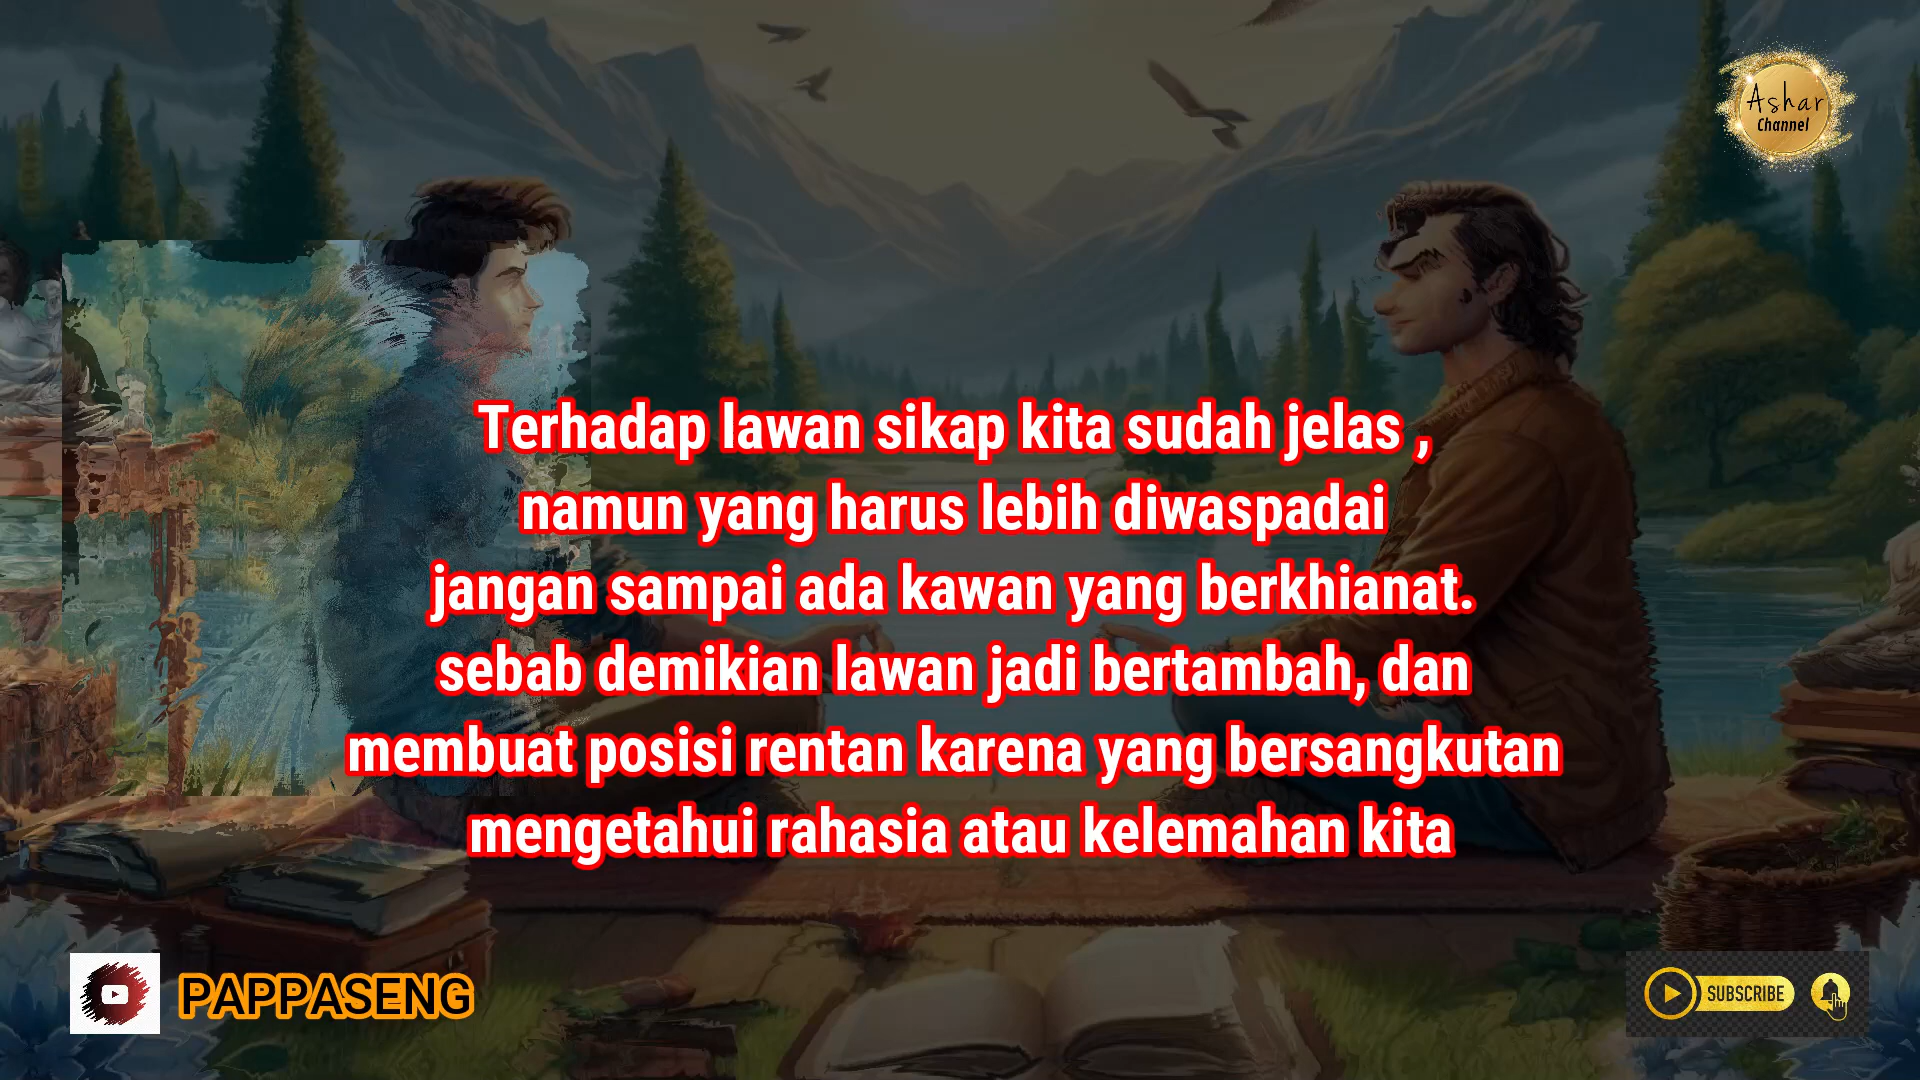 Ashar
Channel
Terhadap lawan sikap kita sudah jelas ,
namun yang harus lebih diwaspadai
jangan sampai ada kawan yang berkhianat.
sebab demikian lawan jadi bertambah, dan
membuat posisi rentan karena yang bersangkutan
mengetahui rahasia atau kelemahan kita
PAPPASENG
SUBSCRIBE